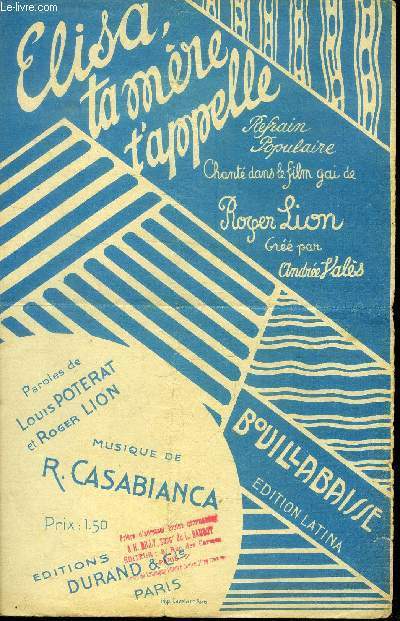 Le-livre.com
Elisa,
ta mère
t'appelle
Refrain
Populaire
Chanté dans le film gai de
Roger Lion
Créé par
Andrée Valès
Paroles de
Louis POTERAT
et Roger LION
MUSIQUE DE
R. CASABIANCA
Prix : 1.50
BOUILLABAISSE
EDITION LATINA
EDITIONS
DURAND & Cie
PARIS